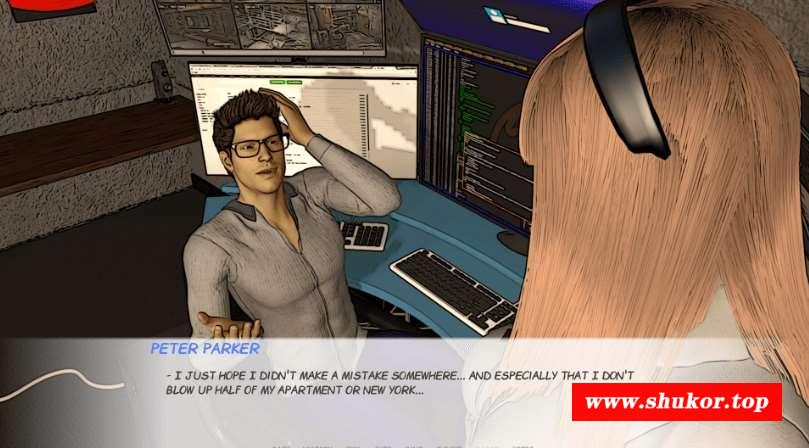 PETER PARKER
- I JUST HOPE I DIDN'T MAKE A MISTAKE SOMEWHERE... AND ESPECIALLY THAT I DON'T
BLOW UP HALF OF MY APARTMENT OR NEW YORK...
www.shukor.top